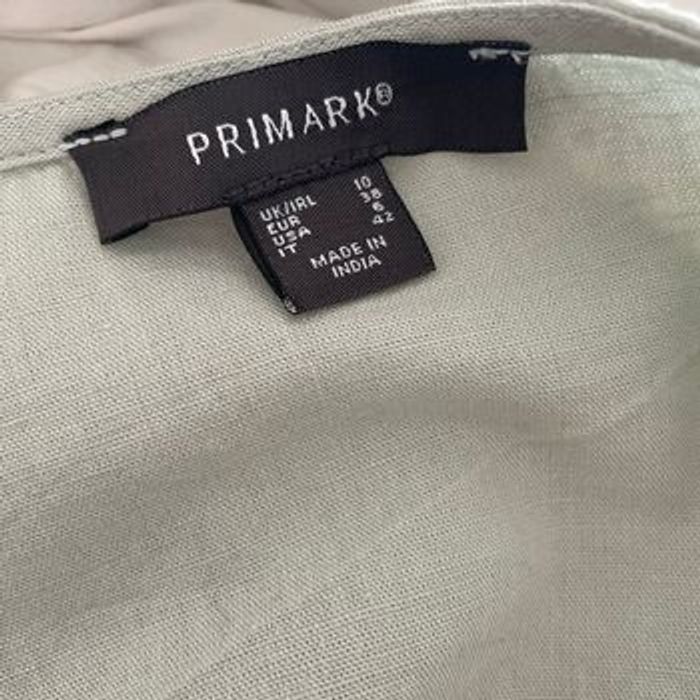 PRIMARK®
UK/IRL 10
EUR 38
USA 6
IT 42
MADE IN
INDIA